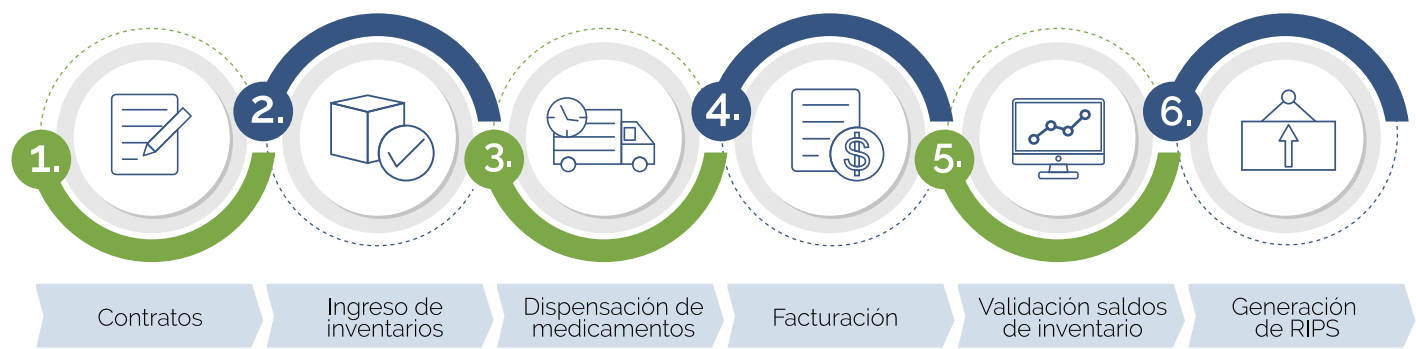 1.
2.
3.
4.
5.
6.
$
Contratos
Ingreso de
inventarios
Dispensación de
medicamentos
Facturación
Validación saldos
de inventario
Generación
de RIPS